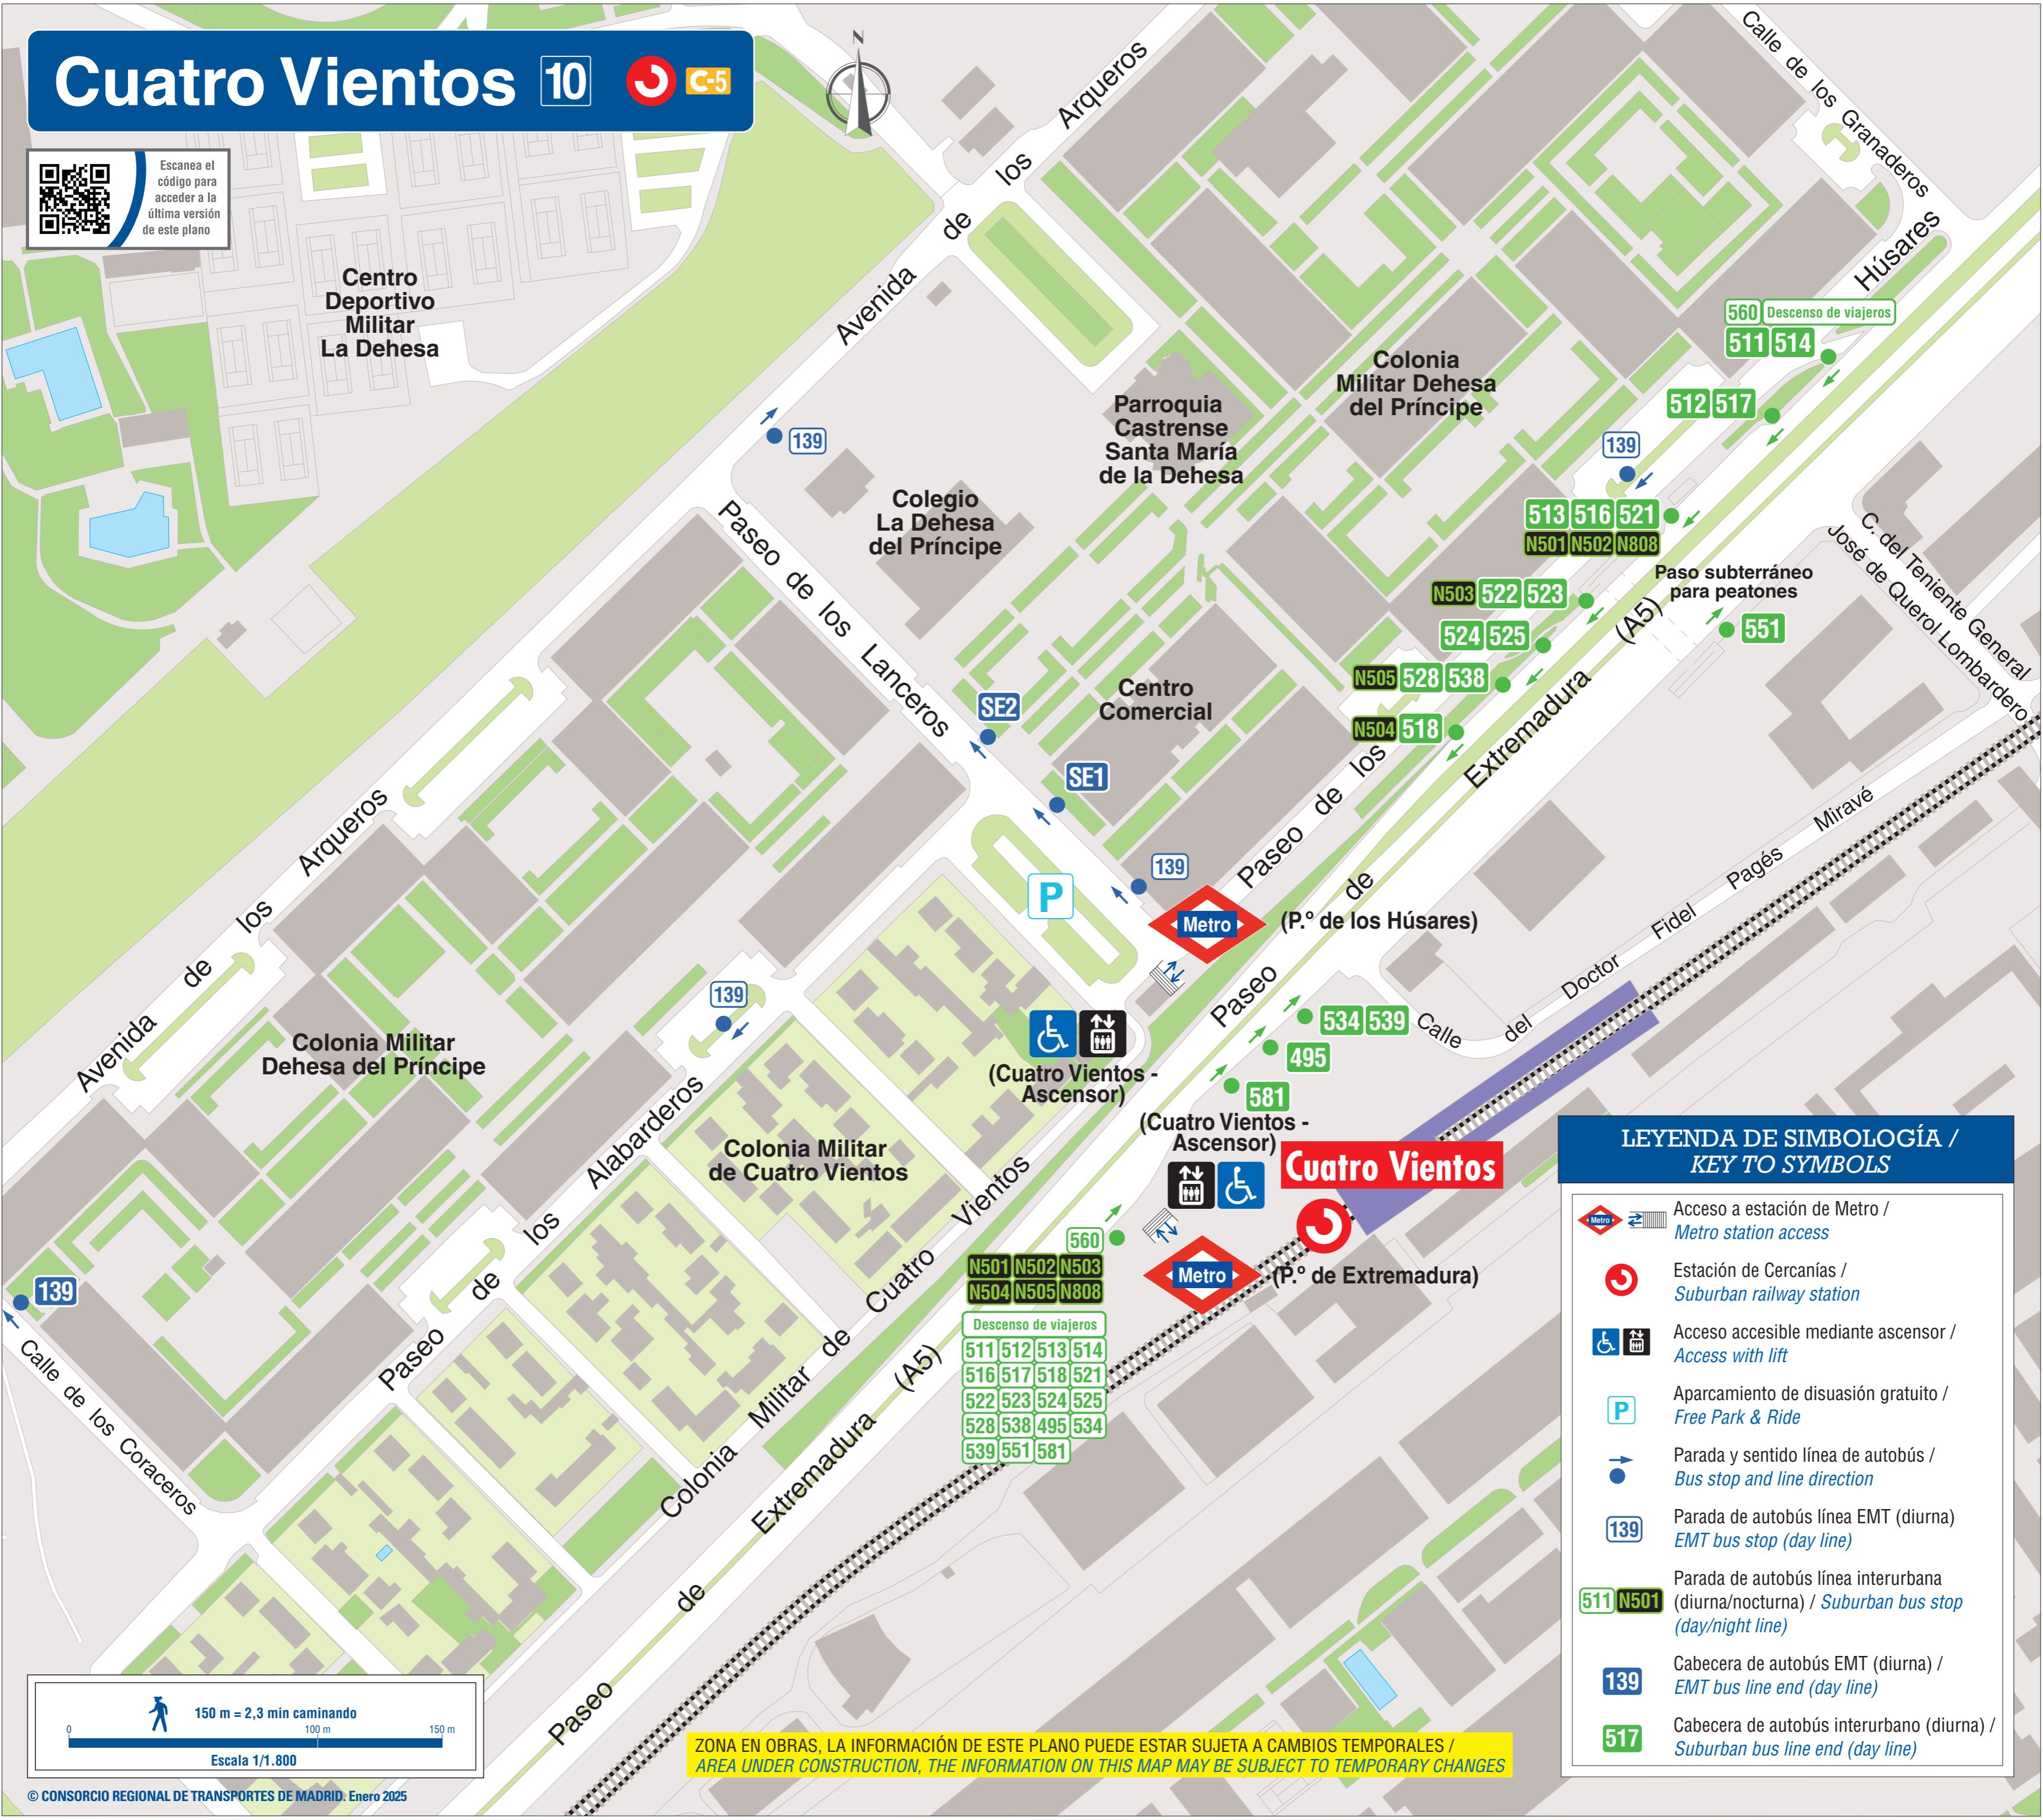 Cuatro Vientos 10 C-5
Escanea el
código para
acceder a la
última versión
de este plano
N
Centro
Deportivo
Militar
La Dehesa
Avenida de los Arqueros
Calle de los Granaderos
Húsares
560 Descenso de viajeros
511 514
512 517
139
513 516 521
N501 N502 N808
Colonia
Militar Dehesa
del Príncipe
Parroquia
Castrense
Santa María
de la Dehesa
139
Colegio
La Dehesa
del Príncipe
Paseo de los Lanceros
C. del Teniente General
José de Querol Lombardero
Paso subterráneo
para peatones
551
N503 522 523
524 525
N505 528 538
N504 518
Centro
Comercial
SE2
SE1
139
P
Paseo de los
Paseo de Extremadura (A5)
Metro
(P.º de los Húsares)
Calle del Doctor Fidel Pagés Miravé
534 539
495
581
(Cuatro Vientos -
Ascensor)
(Cuatro Vientos -
Ascensor)
Cuatro Vientos
Metro
(P.º de Extremadura)
Avenida de los Arqueros
139
Colonia Militar
Dehesa del Príncipe
Paseo de los Alabarderos
Colonia Militar
de Cuatro Vientos
Colonia Militar de Cuatro Vientos
139
Calle de los Coraceros
560
N501 N502 N503
N504 N505 N808
Descenso de viajeros
511 512 513 514
516 517 518 521
522 523 524 525
528 538 495 534
539 551 581
Paseo de Extremadura (A5)
LEYENDA DE SIMBOLOGÍA /
KEY TO SYMBOLS
Metro
Acceso a estación de Metro /
Metro station access
Estación de Cercanías /
Suburban railway station
Acceso accesible mediante ascensor /
Access with lift
P
Aparcamiento de disuasión gratuito /
Free Park & Ride
Parada y sentido línea de autobús /
Bus stop and line direction
139
Parada de autobús línea EMT (diurna)
EMT bus stop (day line)
511 N501
Parada de autobús línea interurbana
(diurna/nocturna) / Suburban bus stop
(day/night line)
139
Cabecera de autobús EMT (diurna) /
EMT bus line end (day line)
517
Cabecera de autobús interurbano (diurna) /
Suburban bus line end (day line)
150 m = 2,3 min caminando
0 100 m 150 m
Escala 1/1.800
© CONSORCIO REGIONAL DE TRANSPORTES DE MADRID. Enero 2025
ZONA EN OBRAS, LA INFORMACIÓN DE ESTE PLANO PUEDE ESTAR SUJETA A CAMBIOS TEMPORALES /
AREA UNDER CONSTRUCTION, THE INFORMATION ON THIS MAP MAY BE SUBJECT TO TEMPORARY CHANGES